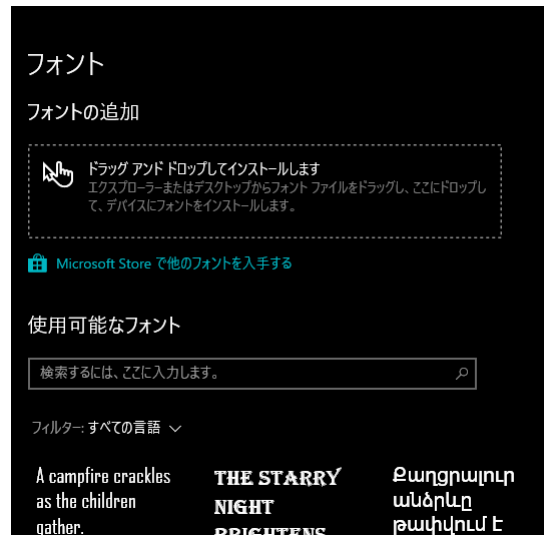 フォント
フォントの追加
ドラッグ アンド ドロップしてインストールします
エクスプローラーまたはデスクトップからフォント ファイルをドラッグし、ここにドロップし
て、デバイスにフォントをインストールします。
Microsoft Store で他のフォントを入手する
使用可能なフォント
検索するには、ここに入力します。
フィルター: すべての言語
A campfire crackles
as the children
gather.
THE STARRY
NIGHT
BRIGHTENS
Քաղցրալուր
անձրևը
թափվում է